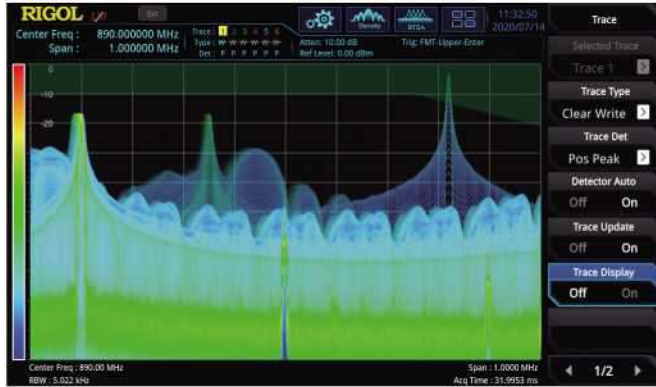 RIGOL
Ext
Density
RTSA
11:32:50
2020/07/14
Center Freq : 890.000000 MHz
Span : 1.000000 MHz
Trace : 1 2 3 4 5 6
Type : W W W W W W
Det : P P P P P P
Atten: 10.00 dB
Ref Level: 0.00 dBm
Trig: FMT-Upper-Enter
0
-10
-20
Center Freq : 890.00 MHz
RBW : 5.022 kHz
Span : 1.0000 MHz
Acq Time : 31.9953 ms
Trace
Selected Trace
Trace 1
Trace Type
Clear Write
Trace Det
Pos Peak
Detector Auto
Off On
Trace Update
Off On
Trace Display
Off On
1/2